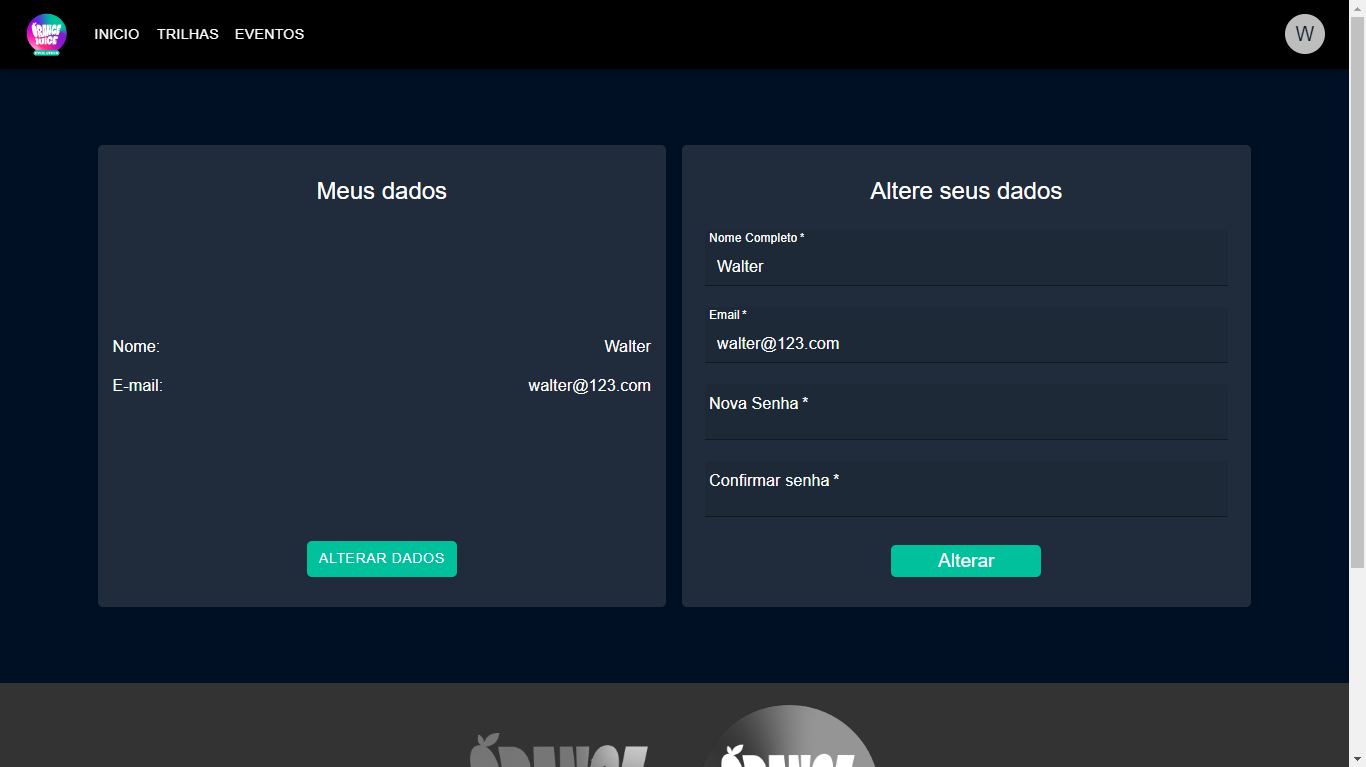 ORANGE
JUICE
EVOLUTION
INICIO TRILHAS EVENTOS
W
Meus dados
Nome: Walter
E-mail: walter@123.com
ALTERAR DADOS
Altere seus dados
Nome Completo *
Walter
Email *
walter@123.com
Nova Senha *
Confirmar senha *
Alterar